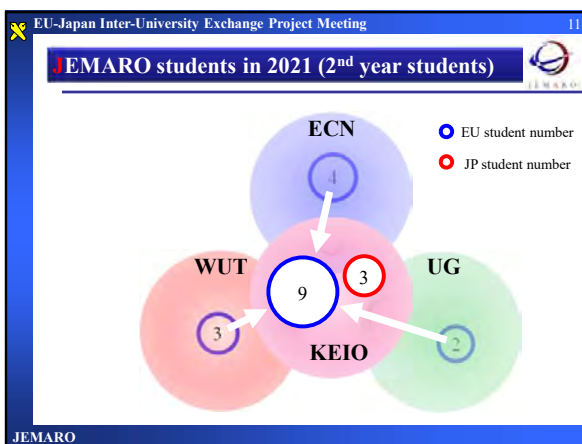 EU-Japan Inter-University Exchange Project Meeting 11
JEMARO students in 2021 (2nd year students)
JEMARO
ECN
EU student number
JP student number
4
WUT
UG
3
9
3
2
KEIO
JEMARO